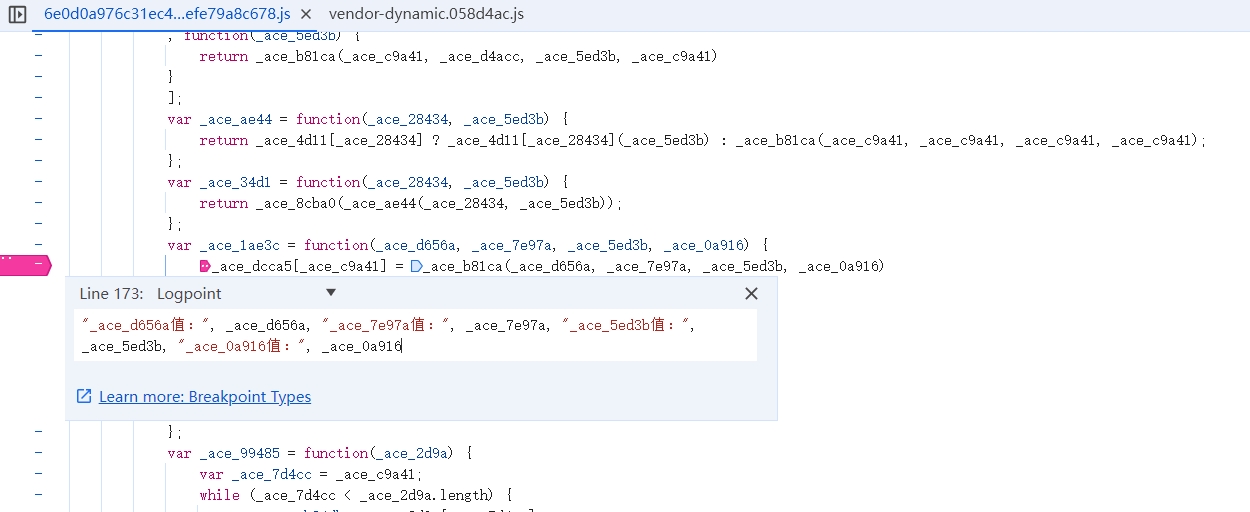 6e0d0a976c31ec4...efe79a8c678.js × vendor-dynamic.058d4ac.js
, function(_ace_5ed3b) {
return _ace_b81ca(_ace_c9a41, _ace_d4acc, _ace_5ed3b, _ace_c9a41)
}
];
var _ace_ae44 = function(_ace_28434, _ace_5ed3b) {
return _ace_4d11[_ace_28434] ? _ace_4d11[_ace_28434](_ace_5ed3b) : _ace_b81ca(_ace_c9a41, _ace_c9a41, _ace_c9a41, _ace_c9a41);
};
var _ace_34d1 = function(_ace_28434, _ace_5ed3b) {
return _ace_8cba0(_ace_ae44(_ace_28434, _ace_5ed3b));
};
var _ace_1ae3c = function(_ace_d656a, _ace_7e97a, _ace_5ed3b, _ace_0a916) {
_ace_dcca5[_ace_c9a41] = _ace_b81ca(_ace_d656a, _ace_7e97a, _ace_5ed3b, _ace_0a916)
Line 173: Logpoint
"_ace_d656a值：", _ace_d656a, "_ace_7e97a值：", _ace_7e97a, "_ace_5ed3b值：",
_ace_5ed3b, "_ace_0a916值：", _ace_0a916
Learn more: Breakpoint Types
};
var _ace_99485 = function(_ace_2d9a) {
var _ace_7d4cc = _ace_c9a41;
while (_ace_7d4cc < _ace_2d9a.length) {